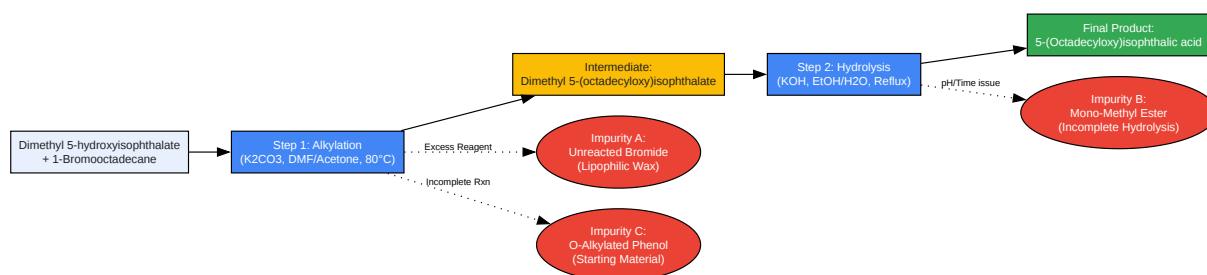 Dimethyl 5-hydroxyisophthalate
+ 1-Bromooctadecane
Step 1: Alkylation
(K2CO3, DMF/Acetone, 80°C)
Intermediate:
Dimethyl 5-(octadecyloxy)isophthalate
Excess Reagent
Impurity A:
Unreacted Bromide
(Lipophilic Wax)
Incomplete Rxn
Impurity C:
O-Alkylated Phenol
(Starting Material)
Step 2: Hydrolysis
(KOH, EtOH/H2O, Reflux)
Final Product:
5-(Octadecyloxy)isophthalic acid
pH/Time issue
Impurity B:
Mono-Methyl Ester
(Incomplete Hydrolysis)